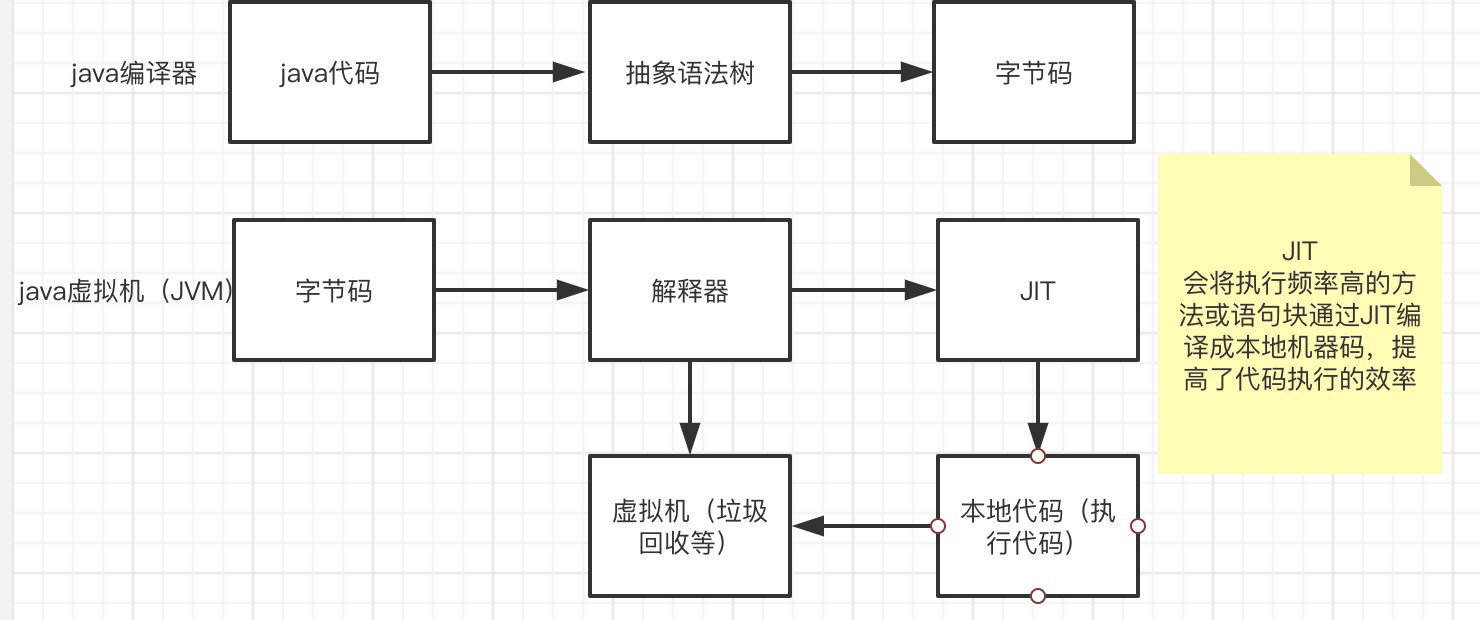 java编译器
java代码
抽象语法树
字节码
java虚拟机（JVM）
字节码
解释器
JIT
JIT
会将执行频率高的方
法或语句块通过JIT编
译成本地机器码，提
高了代码执行的效率
虚拟机（垃圾
回收等）
本地代码（执
行代码）